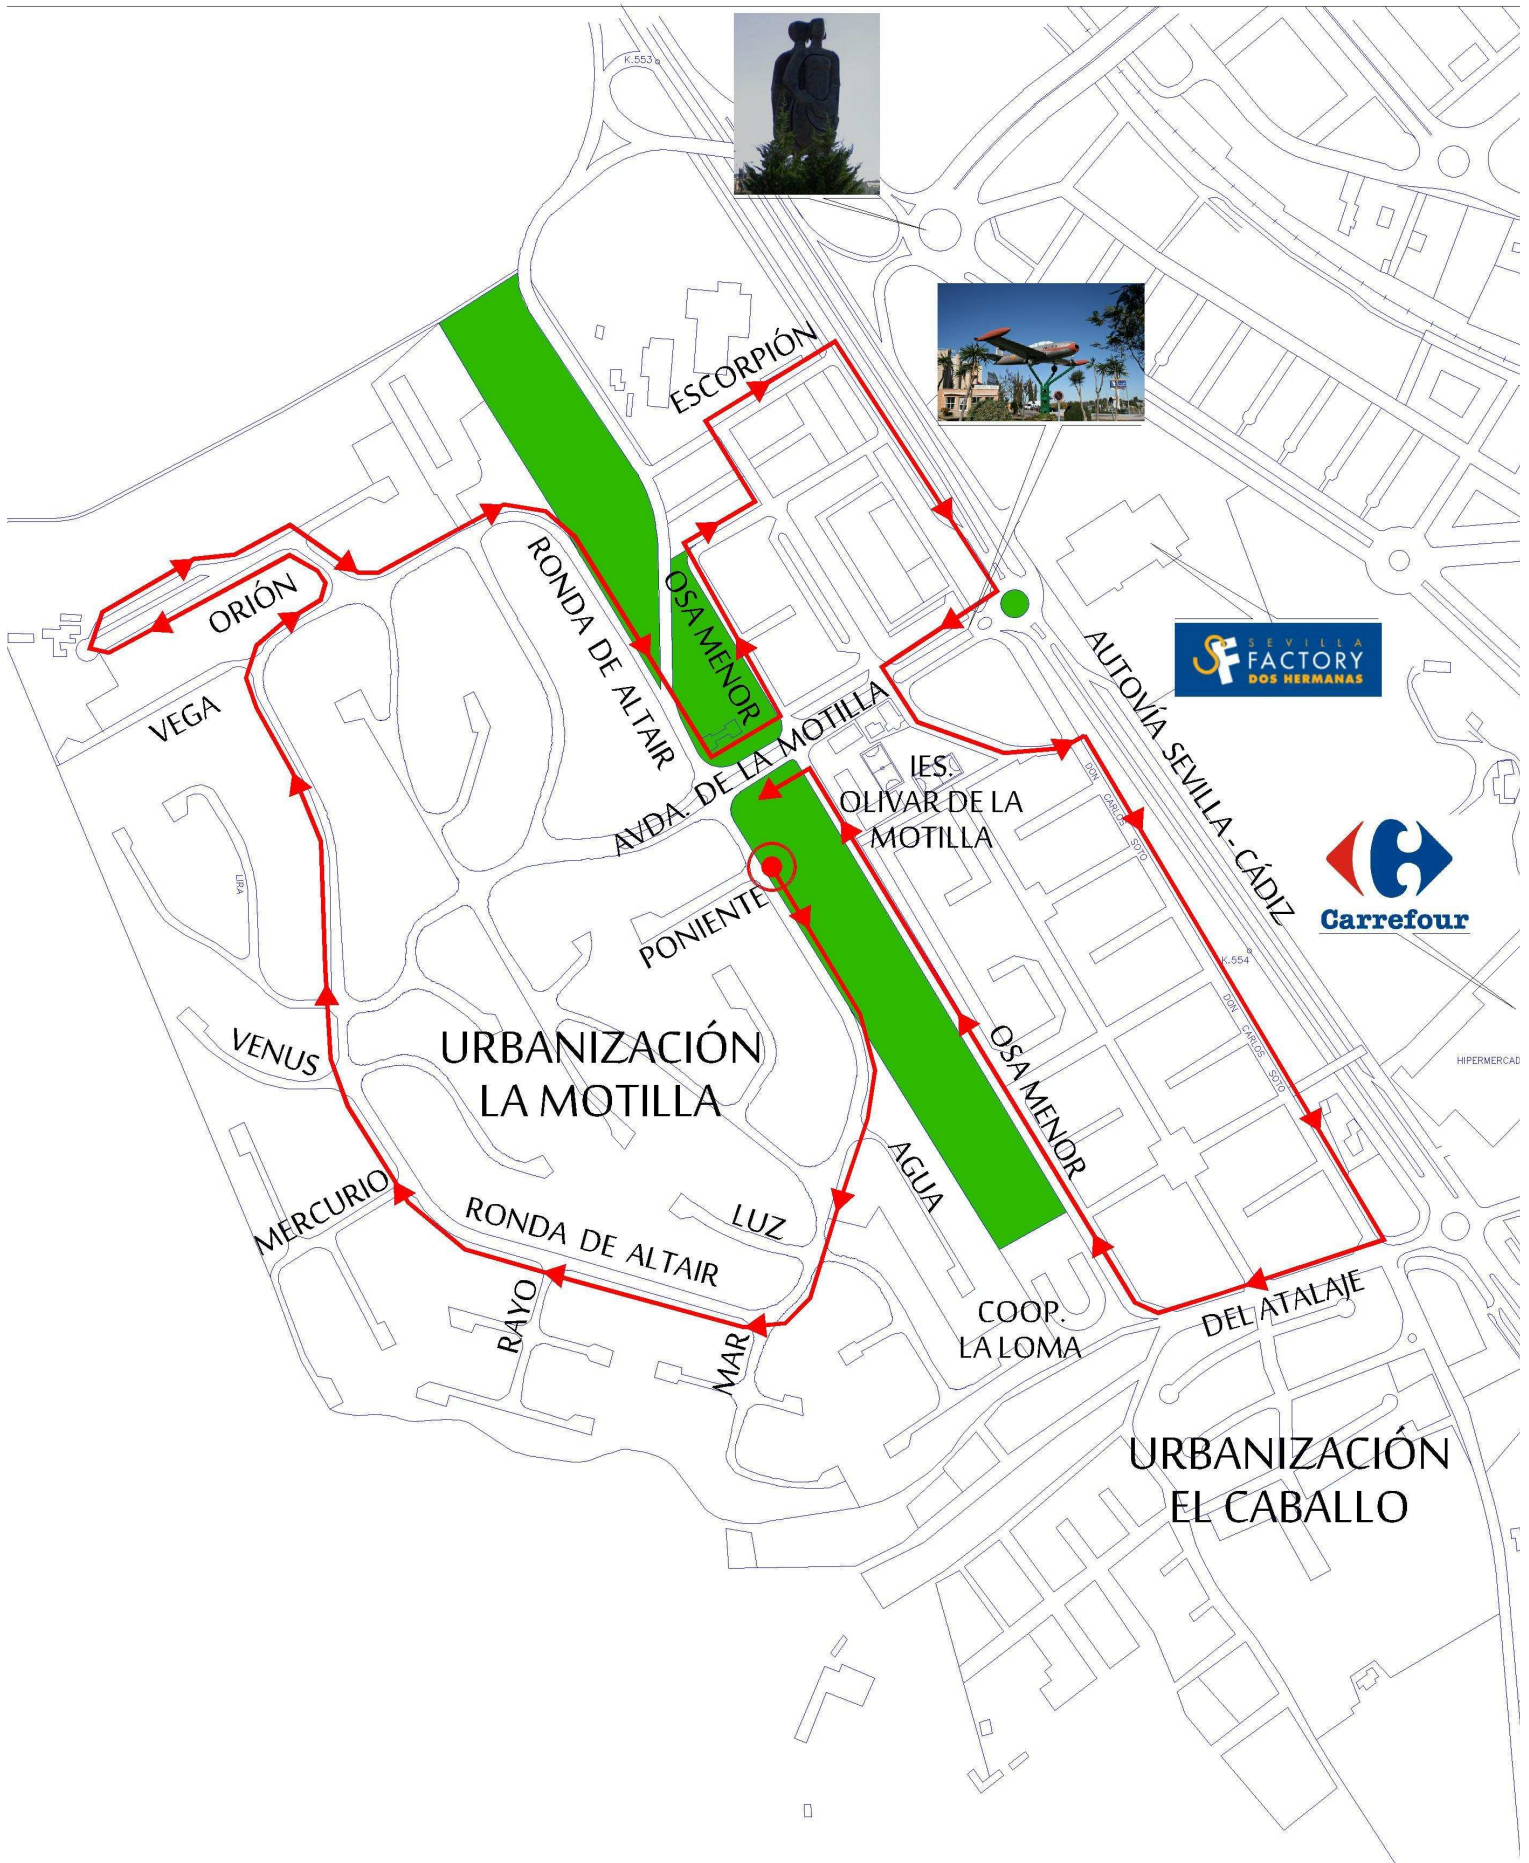 K.553
ESCORPIÓN
ORIÓN
RONDA DE ALTAIR
OSA MENOR
VEGA
AVDA. DE LA MOTILLA
AUTOVÍA SEVILLA - CÁDIZ
SEVILLA
FACTORY
DOS HERMANAS
SF
IES.
OLIVAR DE LA
MOTILLA
DON CARLOS SOTO
Carrefour
LIRA
PONIENTE
K.554
DON CARLOS SOTO
HIPERMERCAD
VENUS
URBANIZACIÓN
LA MOTILLA
OSA MENOR
AGUA
MERCURIO
RONDA DE ALTAIR
LUZ
RAYO
MAR
COOP.
LA LOMA
DEL ATALAJE
URBANIZACIÓN
EL CABALLO